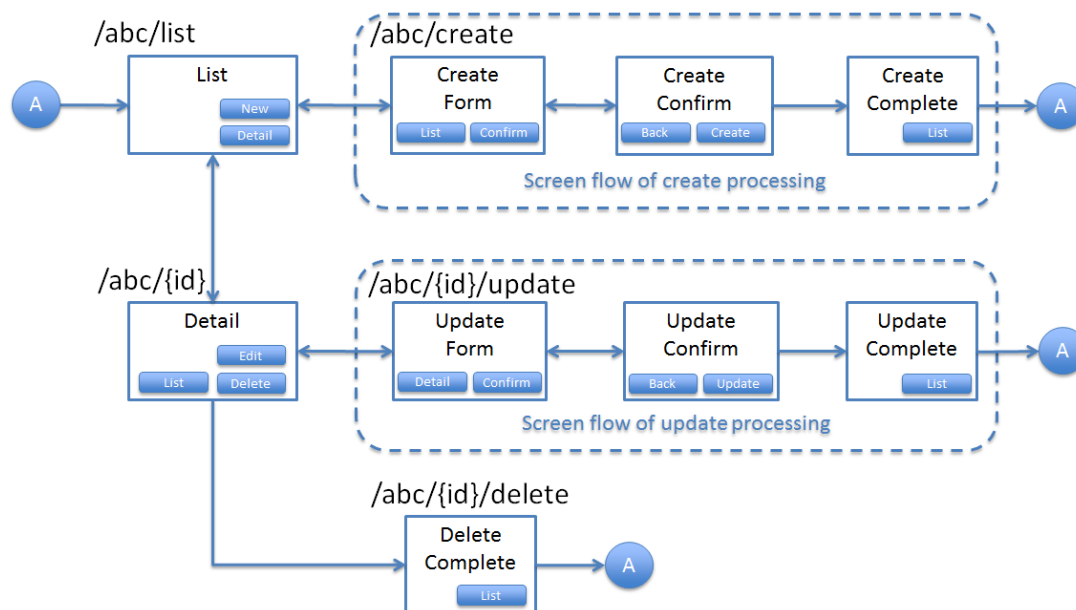 /abc/list
List
New
Detail
A
/abc/create
Create
Form
List
Confirm
Create
Confirm
Back
Create
Create
Complete
List
A
Screen flow of create processing
/abc/{id}
Detail
Edit
List
Delete
/abc/{id}/update
Update
Form
Detail
Confirm
Update
Confirm
Back
Update
Update
Complete
List
A
Screen flow of update processing
/abc/{id}/delete
Delete
Complete
List
A